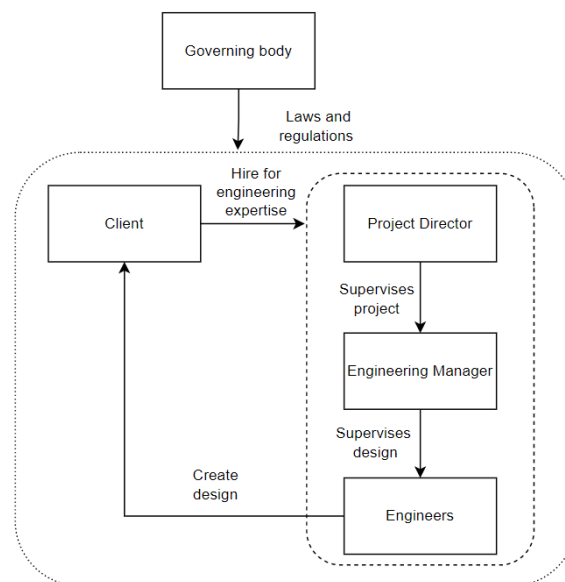 Governing body
Laws and
regulations
Hire for
engineering
expertise
Client
Project Director
Supervises
project
Engineering Manager
Supervises
design
Create
design
Engineers